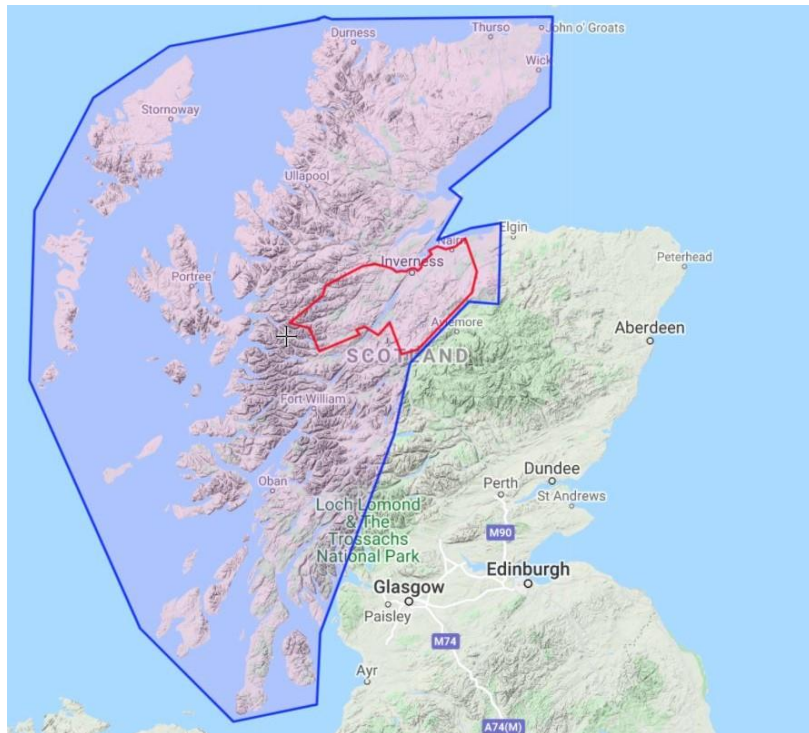 Durness
Thurso
John o' Groats
Wick
Stornoway
Ullapool
Elgin
Nairn
Portree
Inverness
Peterhead
Aviemore
Aberdeen
SCOTLAND
Fort William
Dundee
Oban
Perth
St Andrews
Loch Lomond
& The
Trossachs
National Park
M90
Edinburgh
Glasgow
Paisley
M74
Ayr
A74(M)